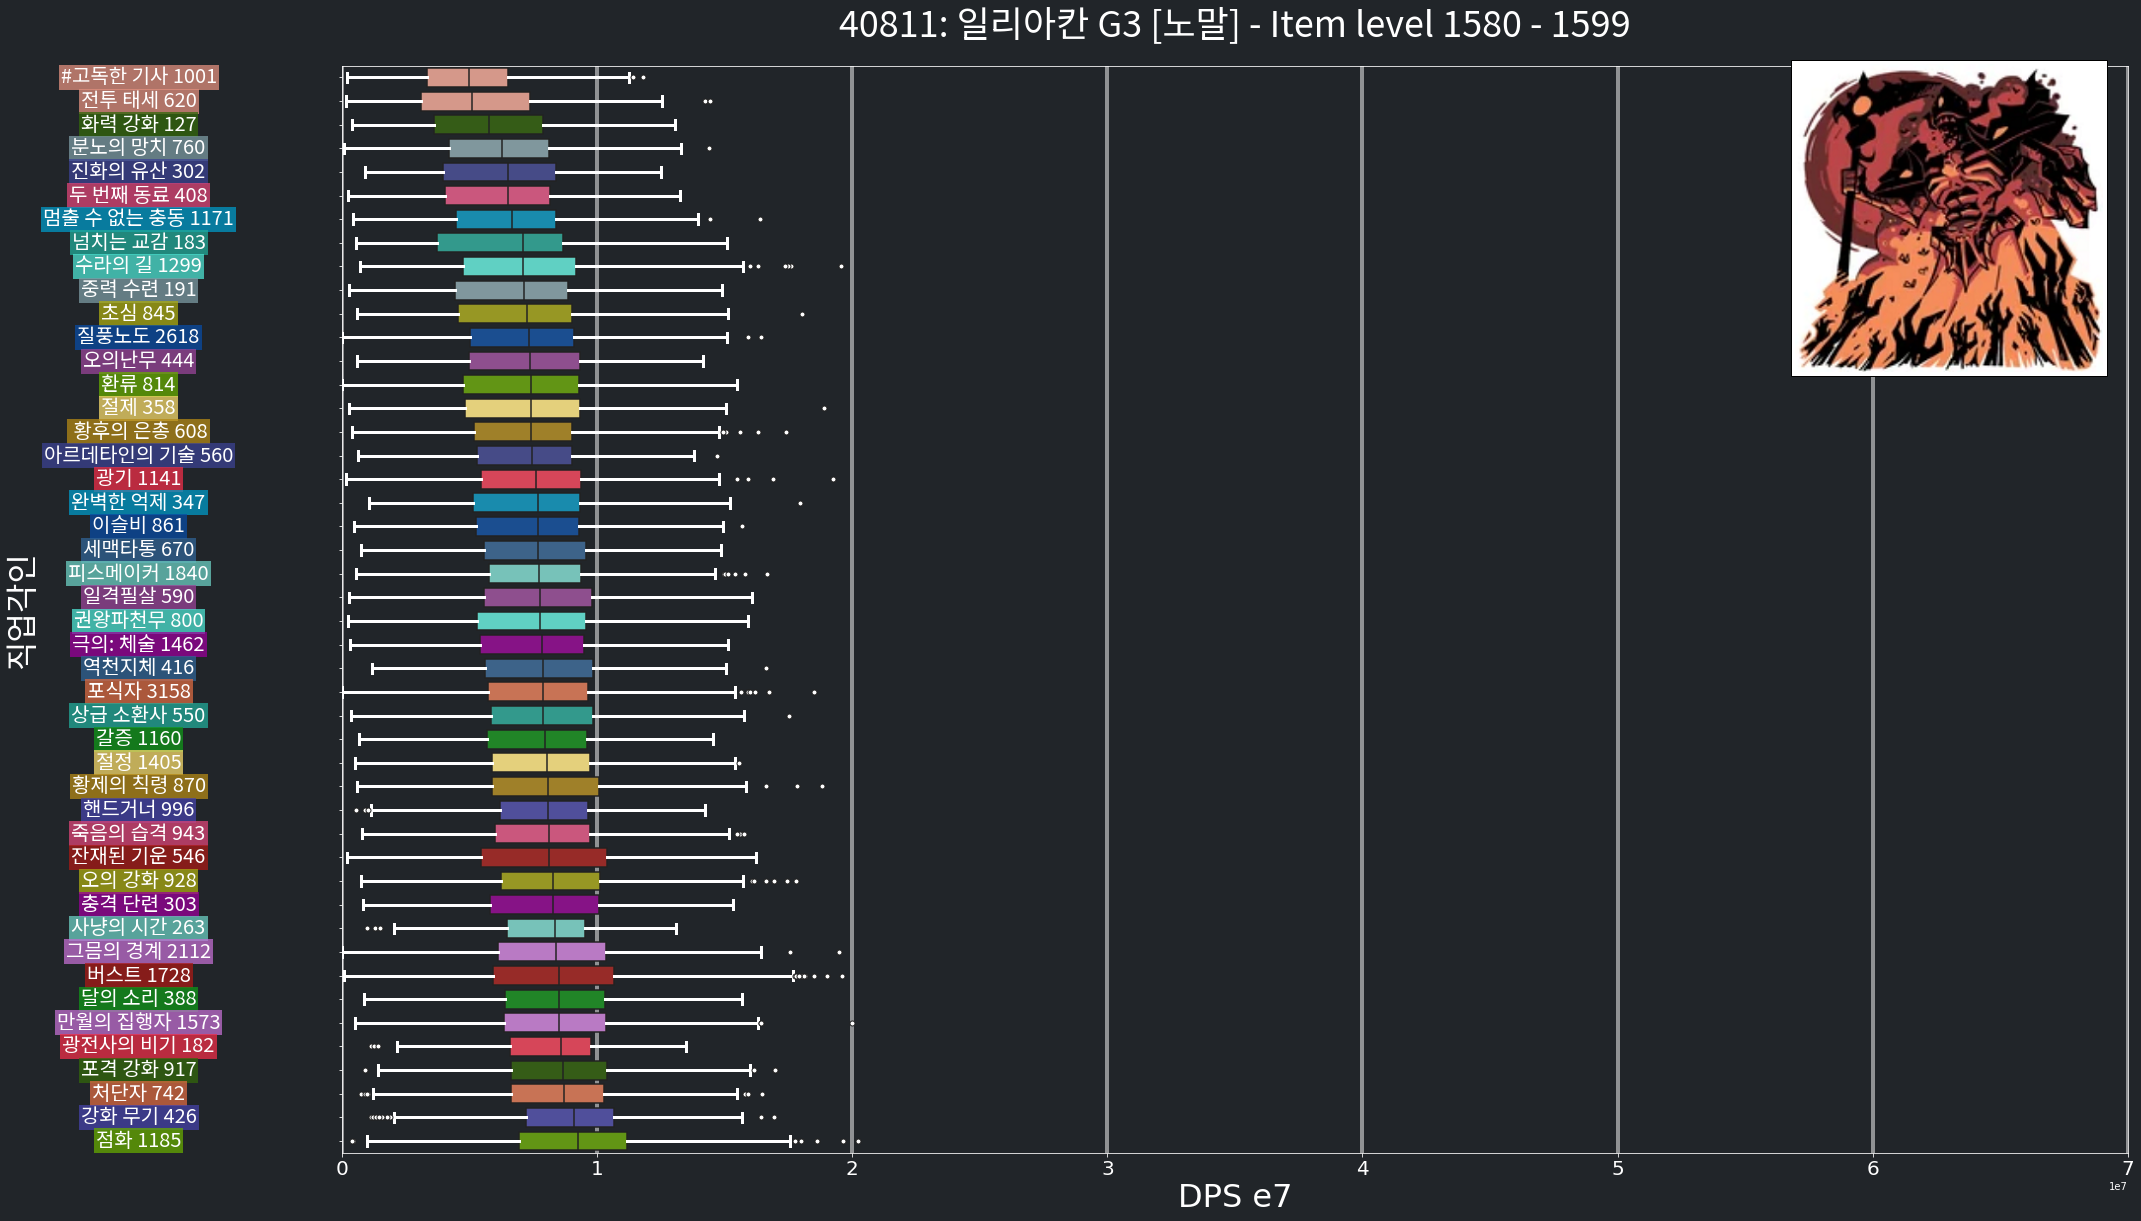 40811: 일리아칸 G3 [노말] - Item level 1580 - 1599
#고독한 기사 1001
전투 태세 620
화력 강화 127
분노의 망치 760
진화의 유산 302
두 번째 동료 408
멈출 수 없는 충동 1171
넘치는 교감 183
수라의 길 1299
중력 수련 191
초심 845
질풍노도 2618
오의난무 444
환류 814
절제 358
황후의 은총 608
아르데타인의 기술 560
광기 1141
완벽한 억제 347
이슬비 861
세맥타통 670
피스메이커 1840
일격필살 590
권왕파천무 800
극의: 체술 1462
역천지체 416
포식자 3158
상급 소환사 550
갈증 1160
절정 1405
황제의 칙령 870
핸드거너 996
죽음의 습격 943
잔재된 기운 546
오의 강화 928
충격 단련 303
사냥의 시간 263
그믐의 경계 2112
버스트 1728
달의 소리 388
만월의 집행자 1573
광전사의 비기 182
포격 강화 917
처단자 742
강화 무기 426
점화 1185
직업각인
0 1 2 3 4 5 6 7
1e7
DPS e7